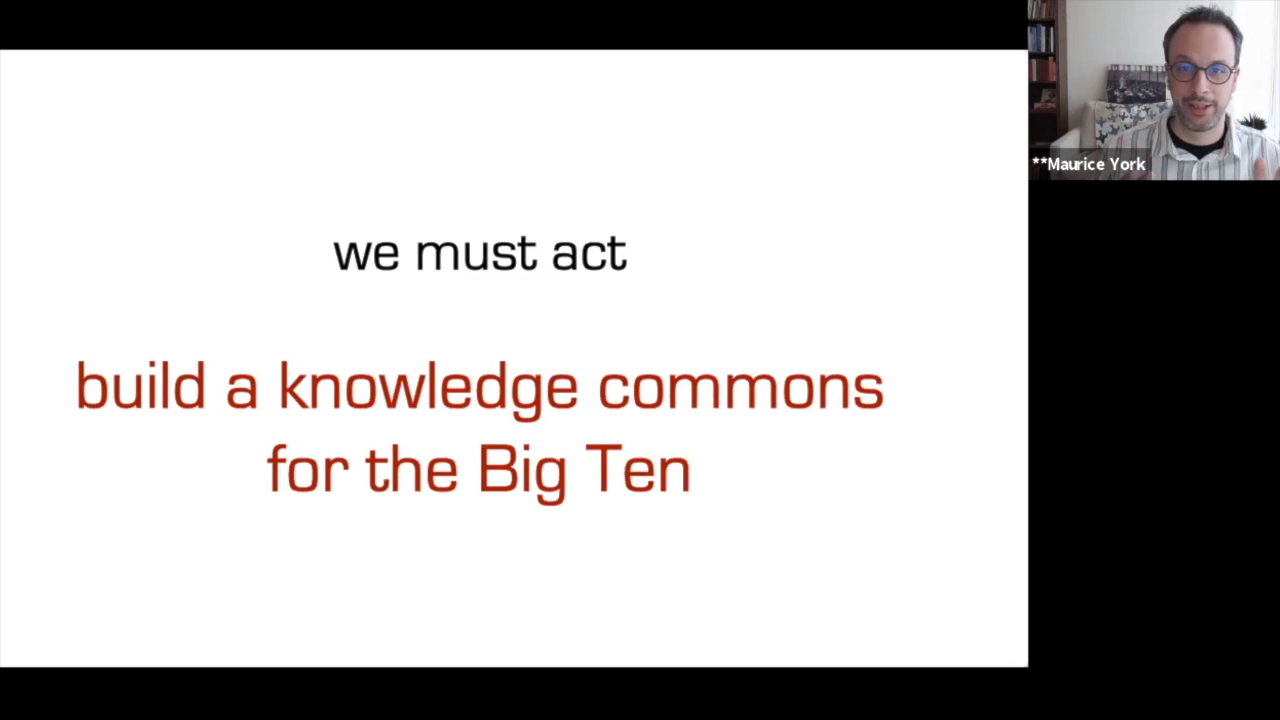 we must act
build a knowledge commons
for the Big Ten
**Maurice York